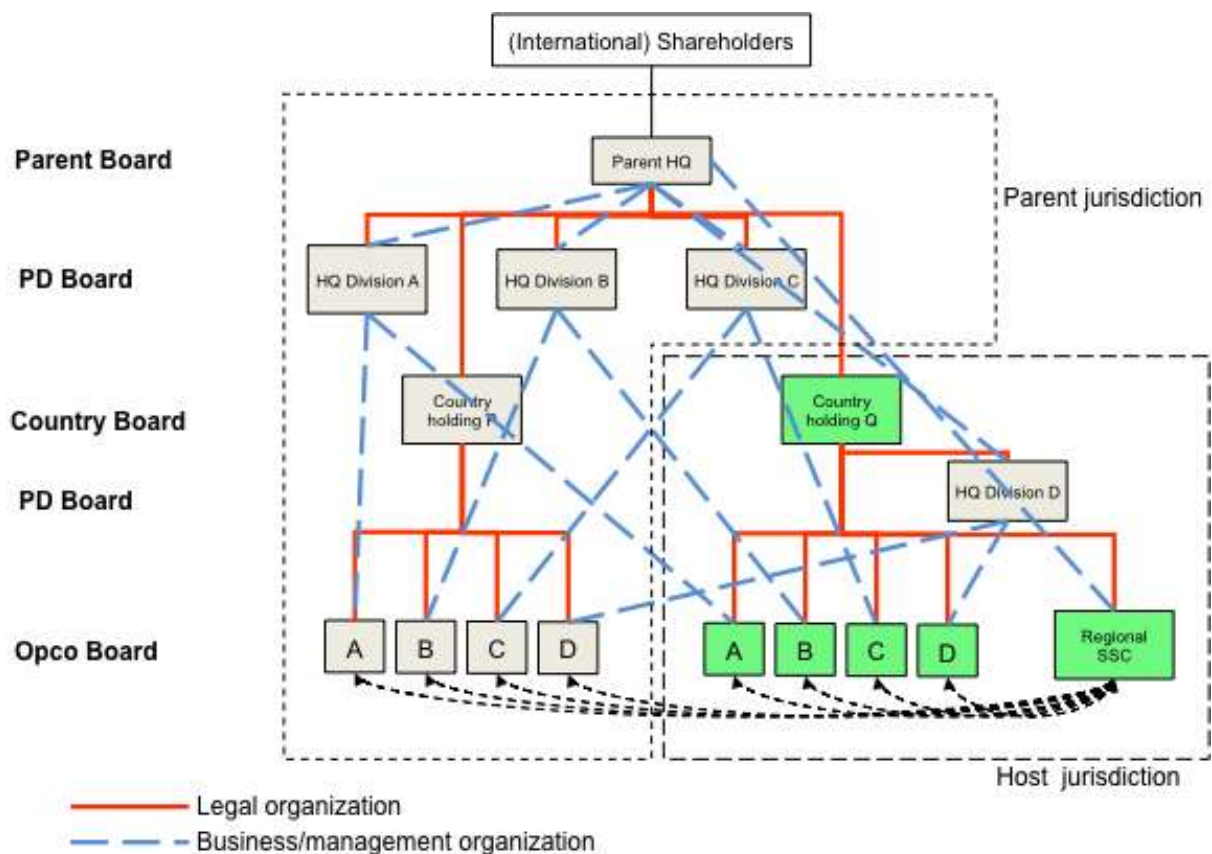 (International) Shareholders
Parent Board
Parent HQ
Parent jurisdiction
PD Board
HQ Division A
HQ Division B
HQ Division C
Country Board
Country
holding P
Country
holding Q
PD Board
HQ Division D
Opco Board
A
B
C
D
A
B
C
D
Regional
SSC
Host jurisdiction
Legal organization
Business/management organization